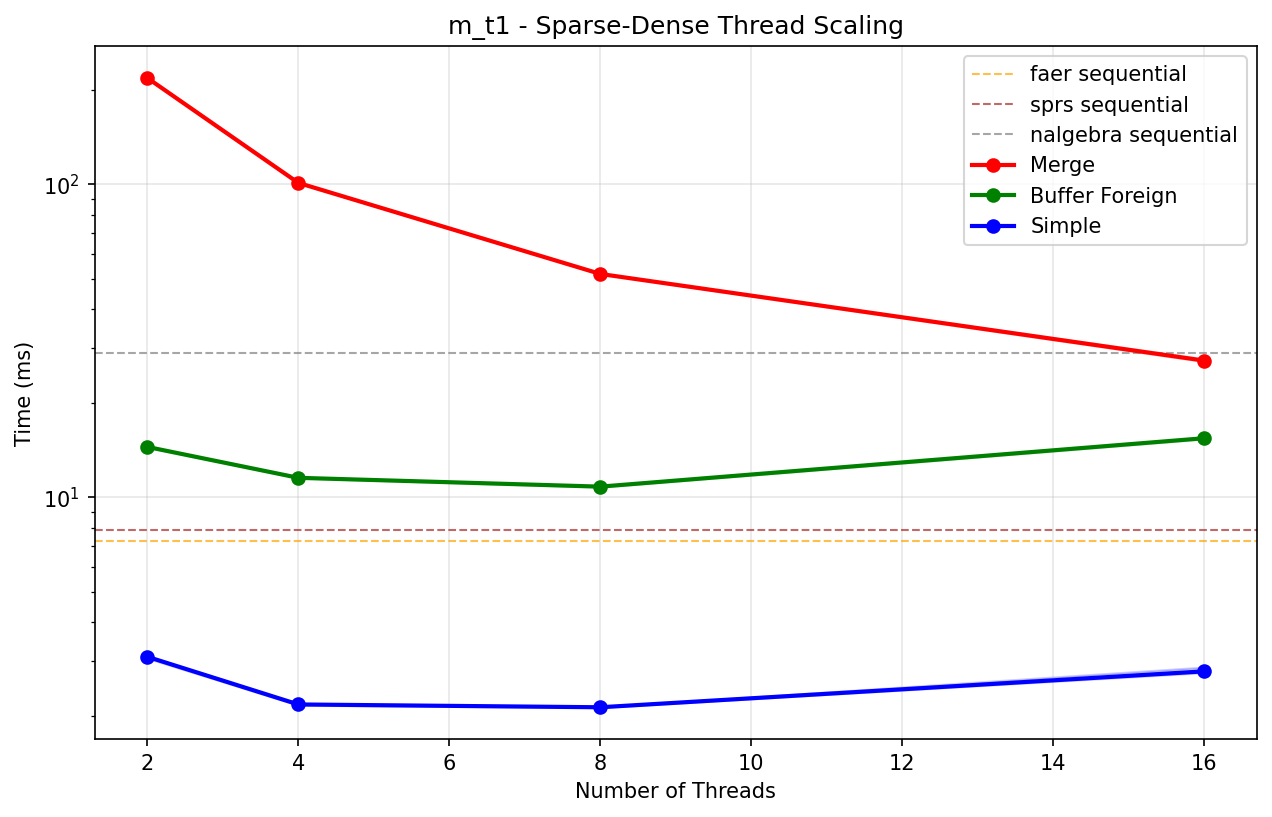 m_t1 - Sparse-Dense Thread Scaling
faer sequential
sprs sequential
nalgebra sequential
Merge
Buffer Foreign
Simple
Time (ms)
10²
10¹
2 4 6 8 10 12 14 16
Number of Threads